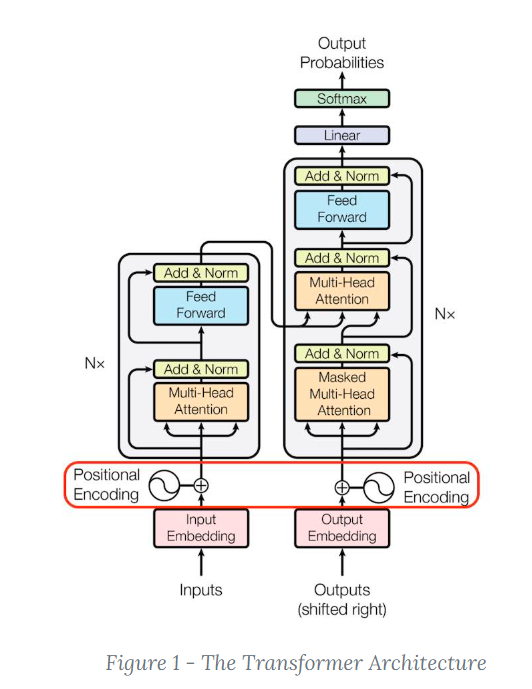 Output
Probabilities
Softmax
Linear
Add & Norm
Feed
Forward
Add & Norm
Multi-Head
Attention
Nx
Add & Norm
Masked
Multi-Head
Attention
Add & Norm
Feed
Forward
Nx
Add & Norm
Multi-Head
Attention
Positional
Encoding
Positional
Encoding
Input
Embedding
Output
Embedding
Inputs
Outputs
(shifted right)
Figure 1 - The Transformer Architecture